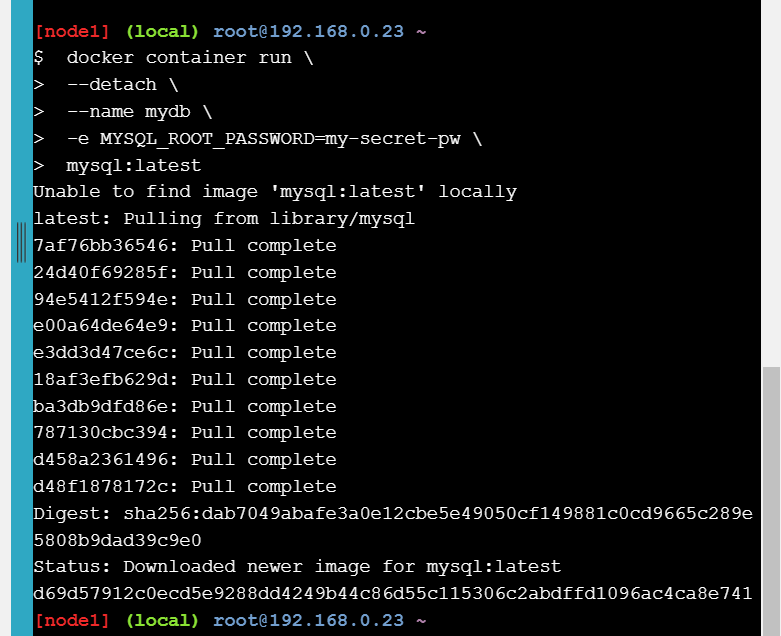 [node1] (local) root@192.168.0.23 ~
$  docker container run \
>  --detach \
>  --name mydb \
>  -e MYSQL_ROOT_PASSWORD=my-secret-pw \
>  mysql:latest
Unable to find image 'mysql:latest' locally
latest: Pulling from library/mysql
7af76bb36546: Pull complete
24d40f69285f: Pull complete
94e5412f594e: Pull complete
e00a64de64e9: Pull complete
e3dd3d47ce6c: Pull complete
18af3efb629d: Pull complete
ba3db9dfd86e: Pull complete
787130cbc394: Pull complete
d458a2361496: Pull complete
d48f1878172c: Pull complete
Digest: sha256:dab7049abafe3a0e12cbe5e49050cf149881c0cd9665c289e
5808b9dad39c9e0
Status: Downloaded newer image for mysql:latest
d69d57912c0ecd5e9288dd4249b44c86d55c115306c2abdffd1096ac4ca8e741
[node1] (local) root@192.168.0.23 ~